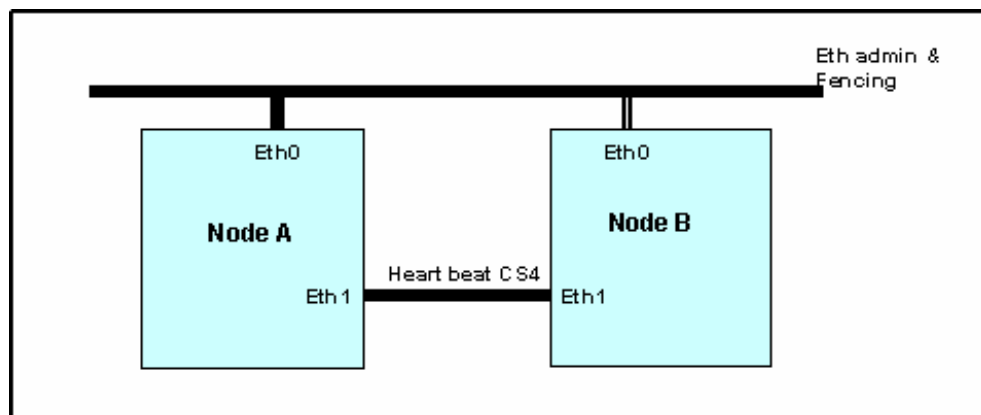 Eth admin &
Fencing
Eth0
Eth0
Node A
Node B
Heart beat CS4
Eth1
Eth1